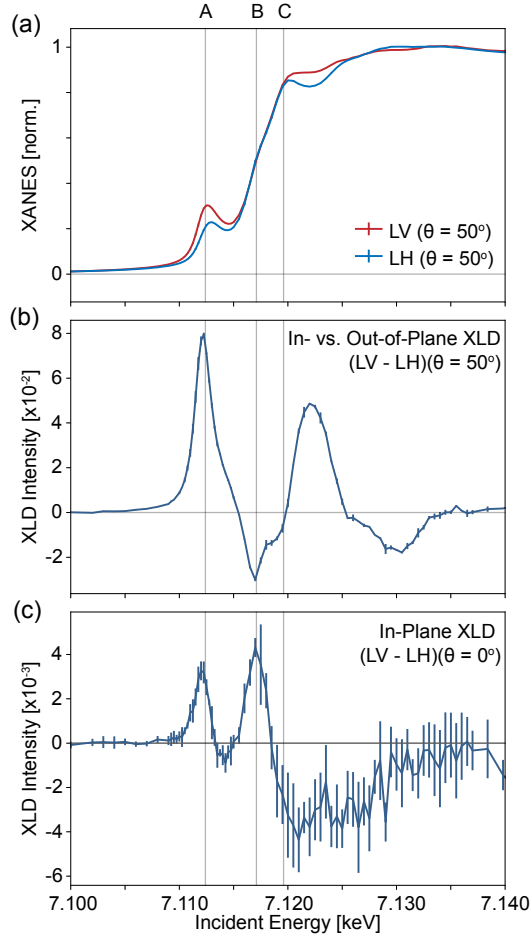 A B C
(a)
1
XANES [norm.]
LV (θ = 50°)
LH (θ = 50°)
0
(b)
8
In- vs. Out-of-Plane XLD
(LV - LH)(θ = 50°)
6
XLD Intensity [x10-2]
4
2
0
-2
(c)
In-Plane XLD
(LV - LH)(θ = 0°)
4
XLD Intensity [x10-3]
2
0
-2
-4
-6
7.100 7.110 7.120 7.130 7.140
Incident Energy [keV]